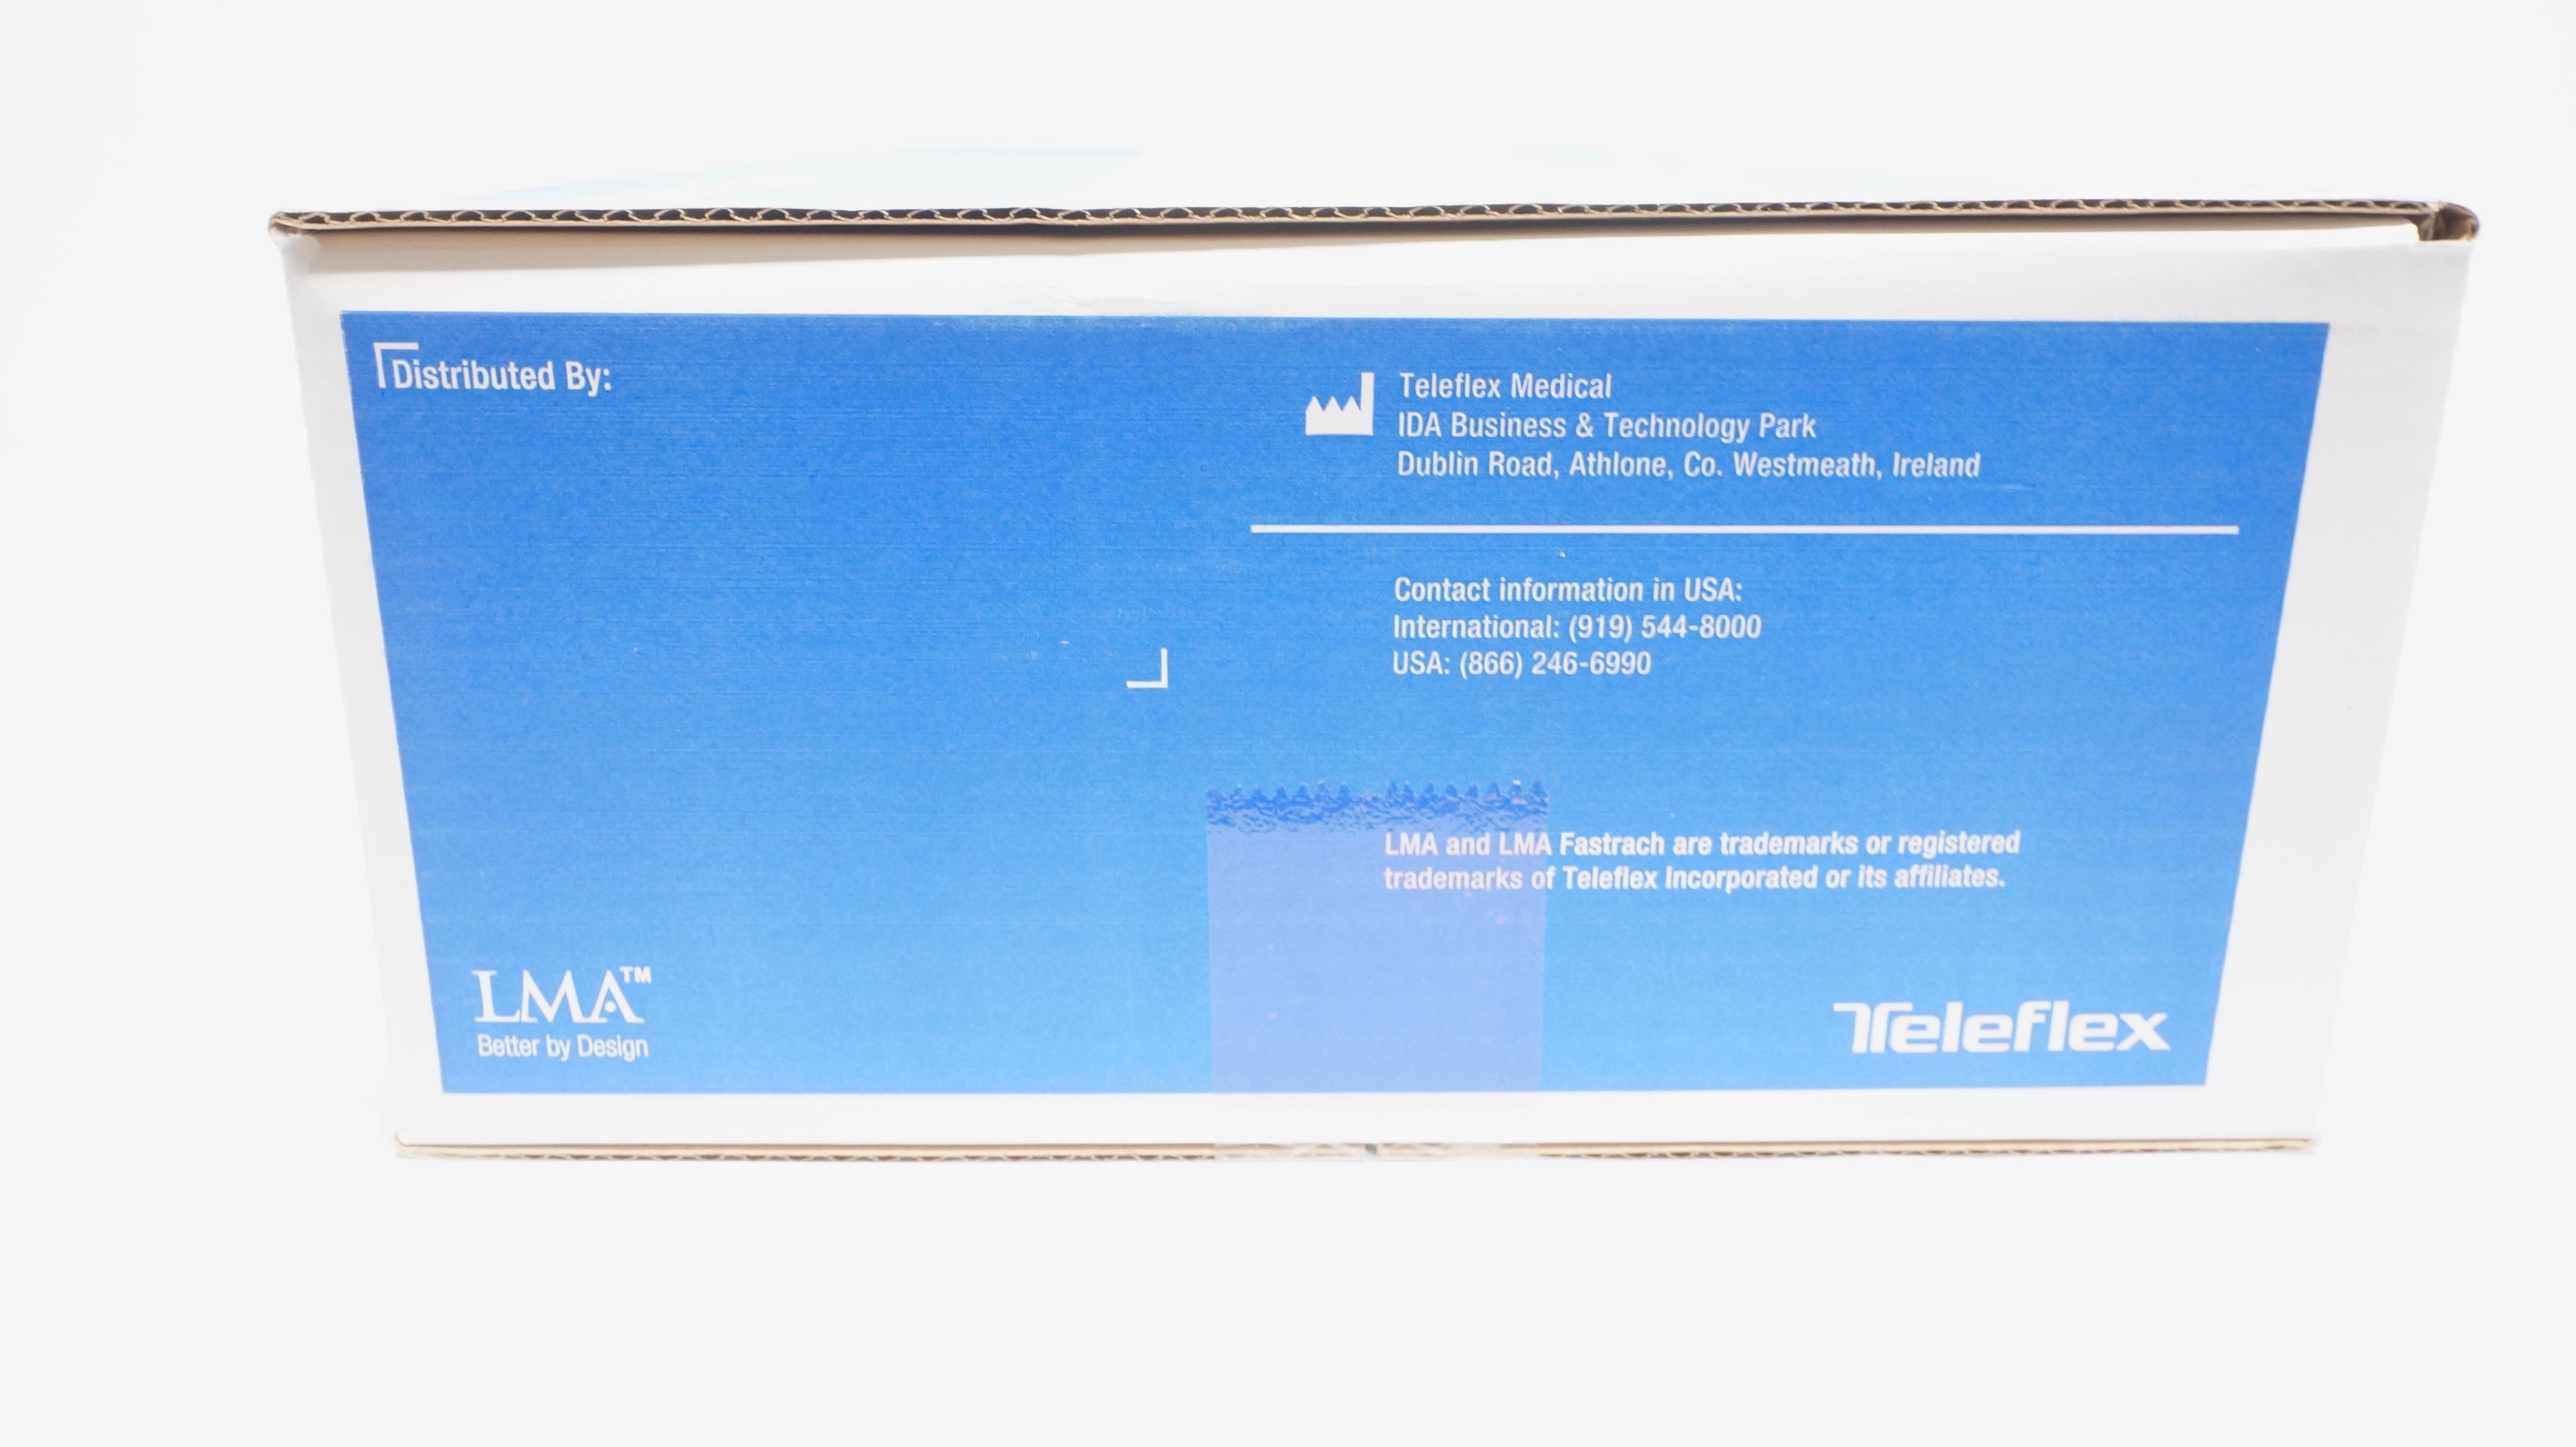 Distributed By:
Teleflex Medical
IDA Business & Technology Park
Dublin Road, Athlone, Co. Westmeath, Ireland
Contact information in USA:
International: (919) 544-8000
USA: (866) 246-6990
LMA and LMA Fastrach are trademarks or registered
trademarks of Teleflex Incorporated or its affiliates.
LMA™
Better by Design
Teleflex